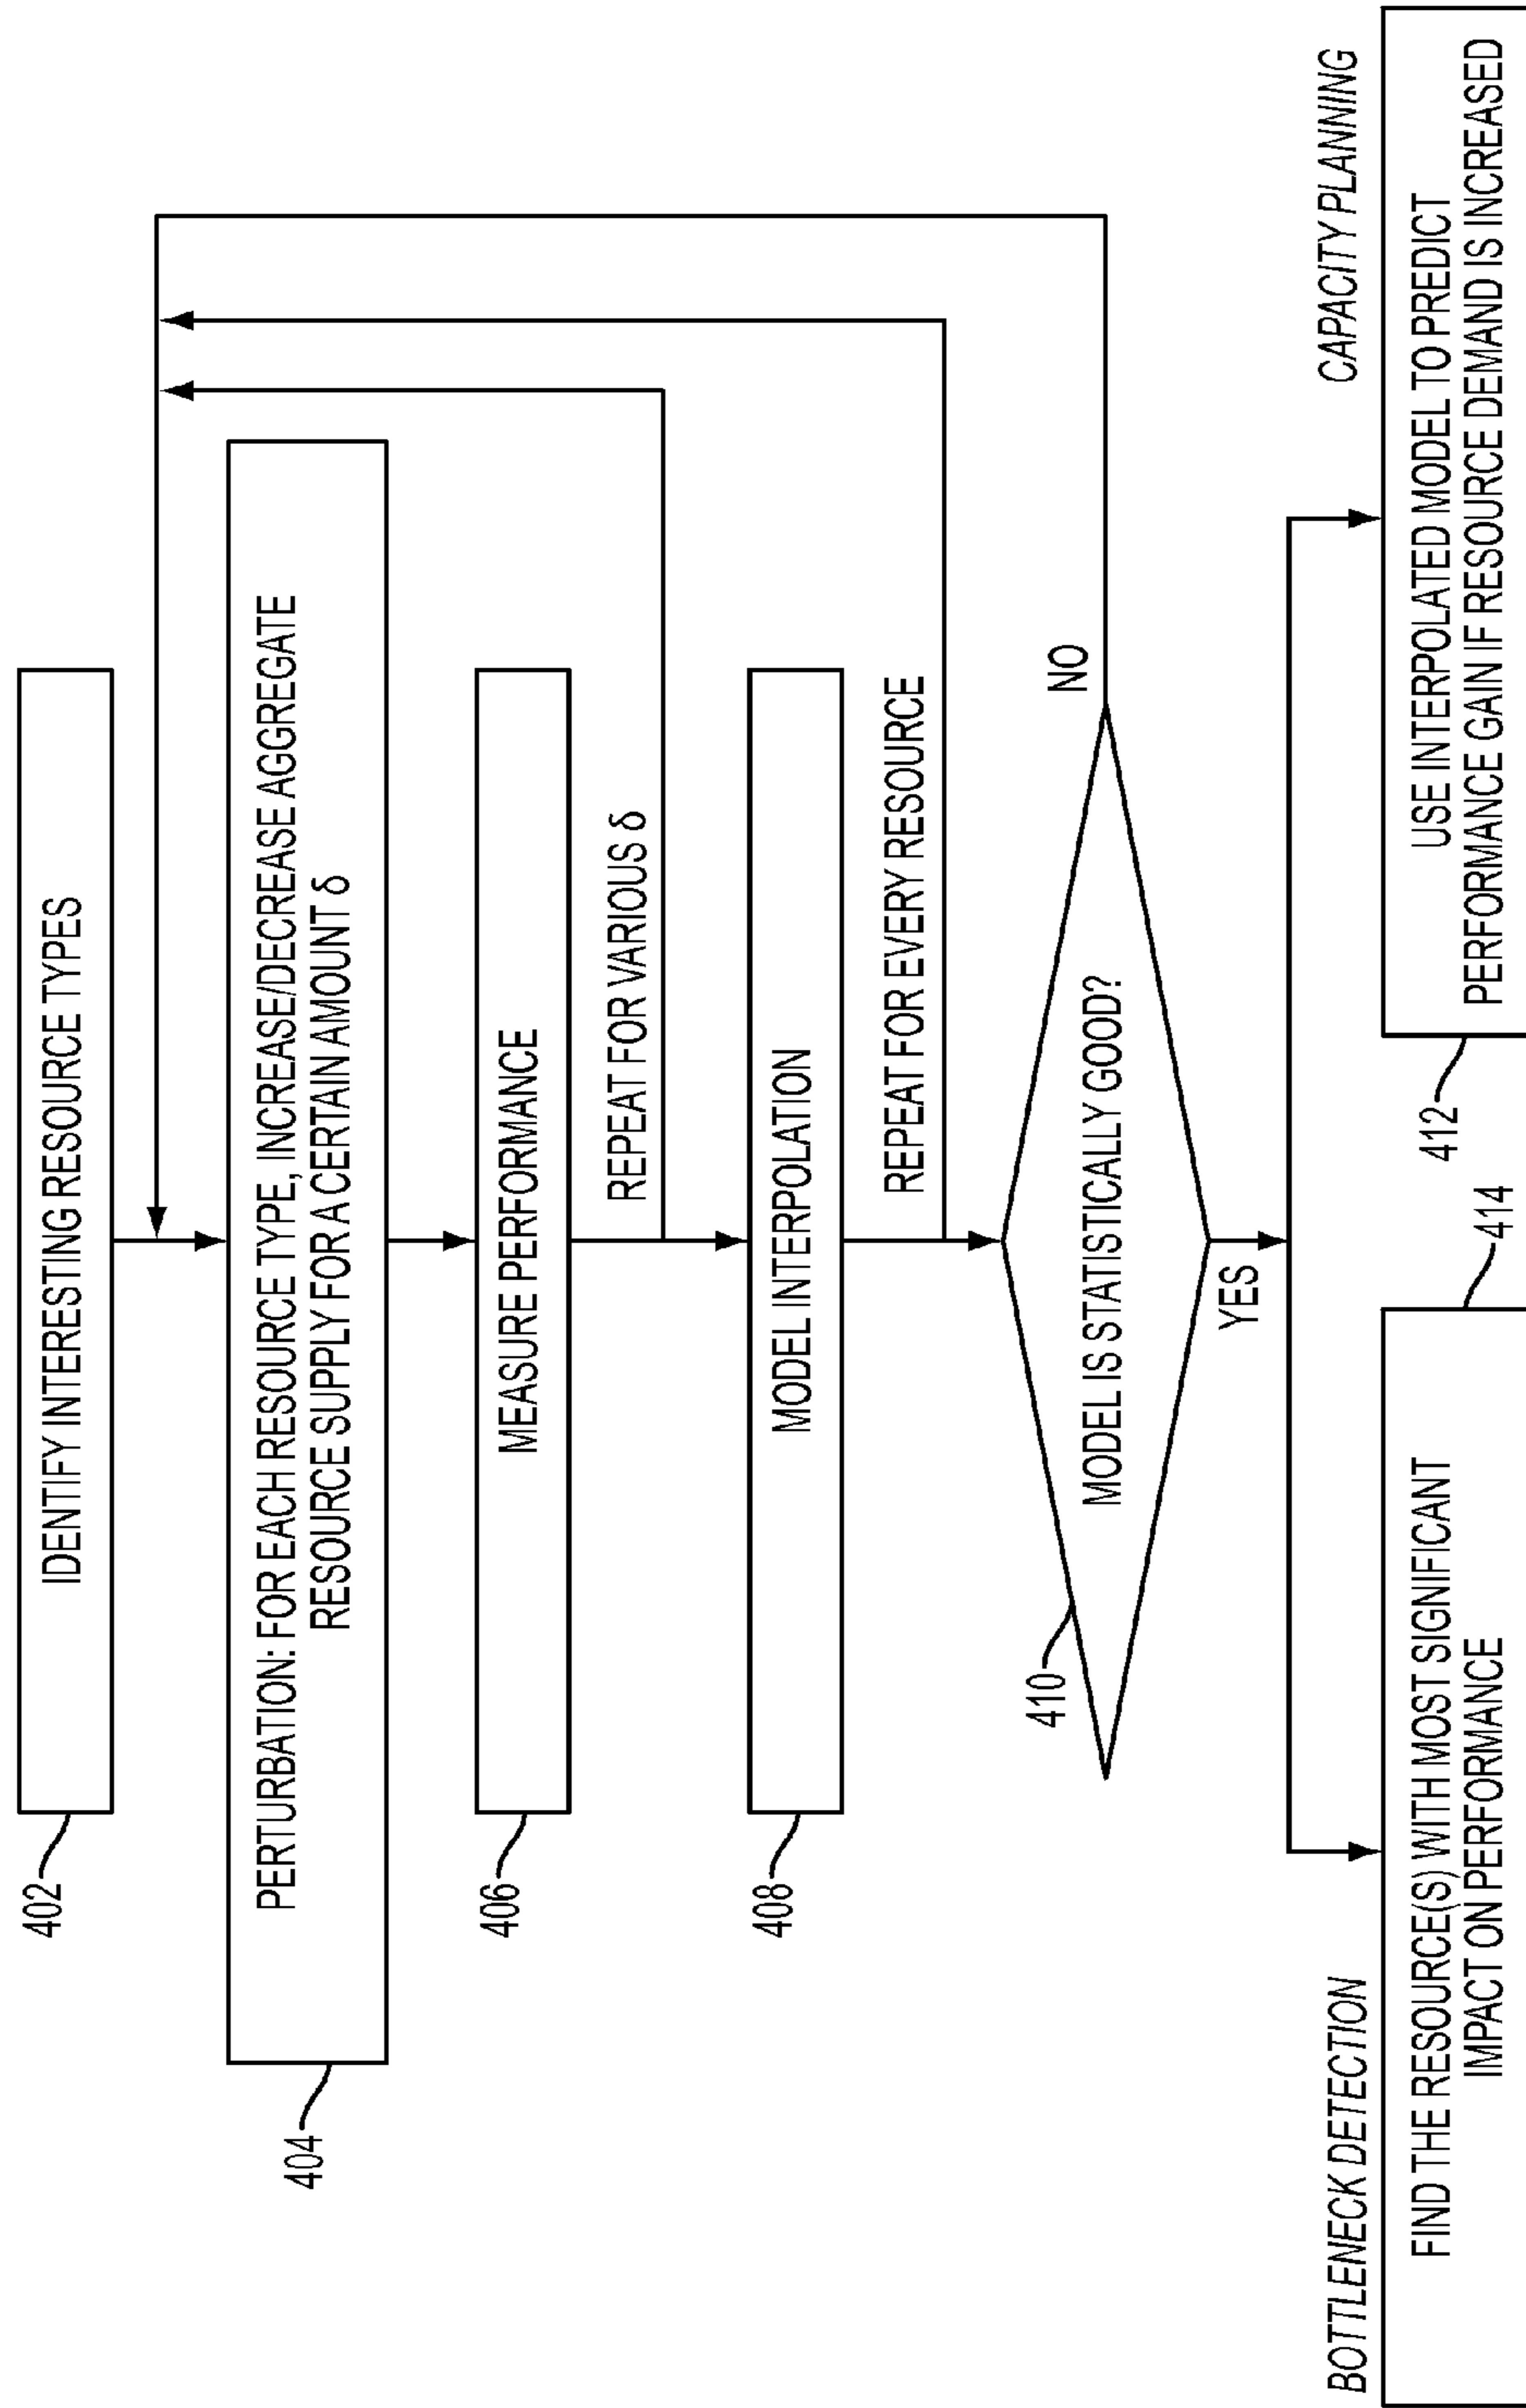 402
IDENTIFY INTERESTING RESOURCE TYPES
404
PERTURBATION: FOR EACH RESOURCE TYPE, INCREASE/DECREASE AGGREGATE
RESOURCE SUPPLY FOR A CERTAIN AMOUNT δ
406
MEASURE PERFORMANCE
REPEAT FOR VARIOUS δ
408
MODEL INTERPOLATION
REPEAT FOR EVERY RESOURCE
410
MODEL IS STATISTICALLY GOOD?
NO
YES
BOTTLENECK DETECTION
FIND THE RESOURCE(S) WITH MOST SIGNIFICANT
IMPACT ON PERFORMANCE
414
CAPACITY PLANNING
USE INTERPOLATED MODEL TO PREDICT
PERFORMANCE GAIN IF RESOURCE DEMAND IS INCREASED
412